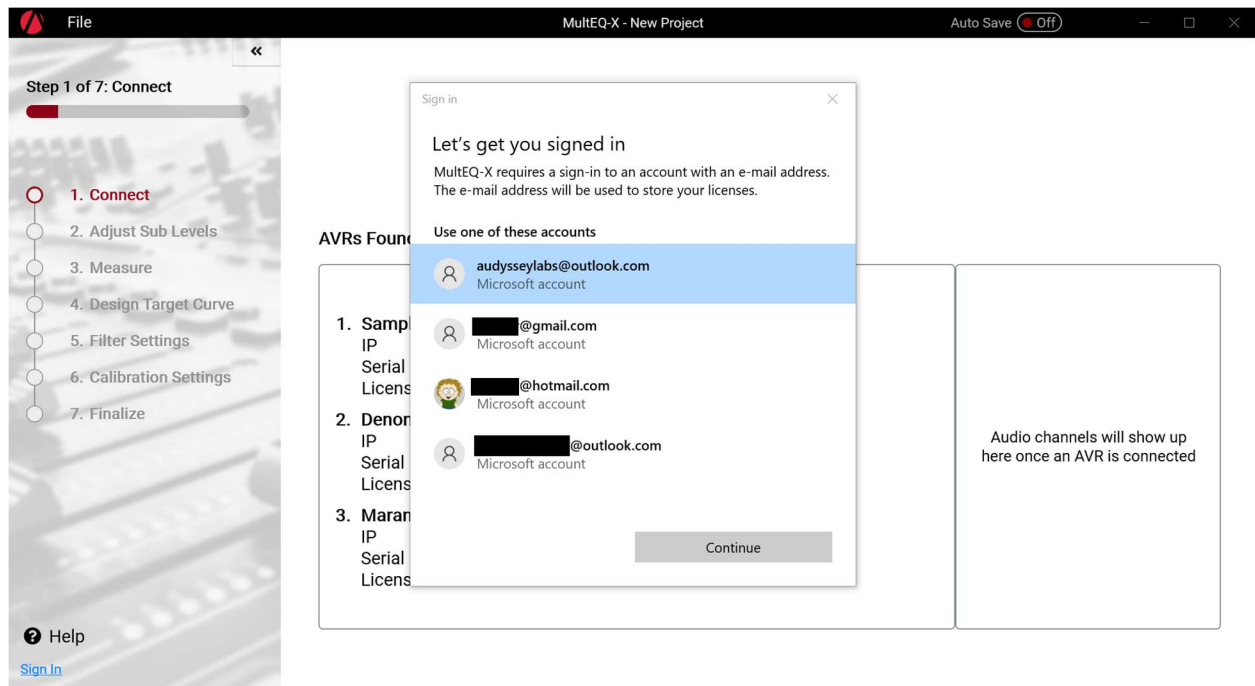 File
MultEQ-X - New Project
Auto Save
Off
«
Step 1 of 7: Connect
1. Connect
2. Adjust Sub Levels
3. Measure
4. Design Target Curve
5. Filter Settings
6. Calibration Settings
7. Finalize
Help
Sign In
Sign in
Let's get you signed in
MultEQ-X requires a sign-in to an account with an e-mail address.
The e-mail address will be used to store your licenses.
Use one of these accounts
audysseylabs@outlook.com
Microsoft account
@gmail.com
Microsoft account
@hotmail.com
Microsoft account
@outlook.com
Microsoft account
Continue
AVRs Foun
1. Sampl
IP
Serial
Licens
2. Denon
IP
Serial
Licens
3. Maran
IP
Serial
Licens
Audio channels will show up
here once an AVR is connected